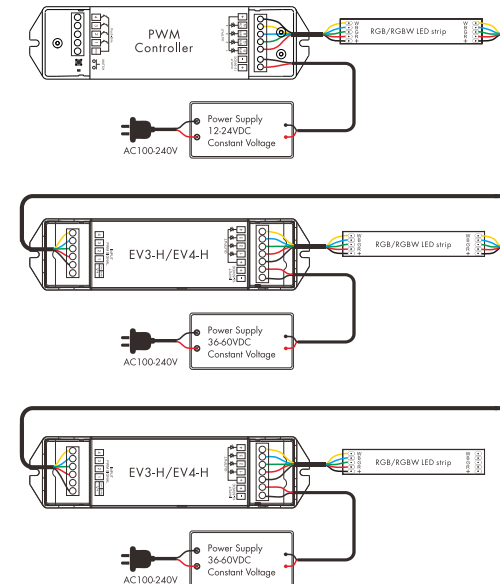 PWM
Controller
RGB/RGBW LED strip
Power Supply
12-24VDC
Constant Voltage
AC100-240V
EV3-H/EV4-H
RGB/RGBW LED strip
Power Supply
36-60VDC
Constant Voltage
AC100-240V
EV3-H/EV4-H
RGB/RGBW LED strip
Power Supply
36-60VDC
Constant Voltage
AC100-240V